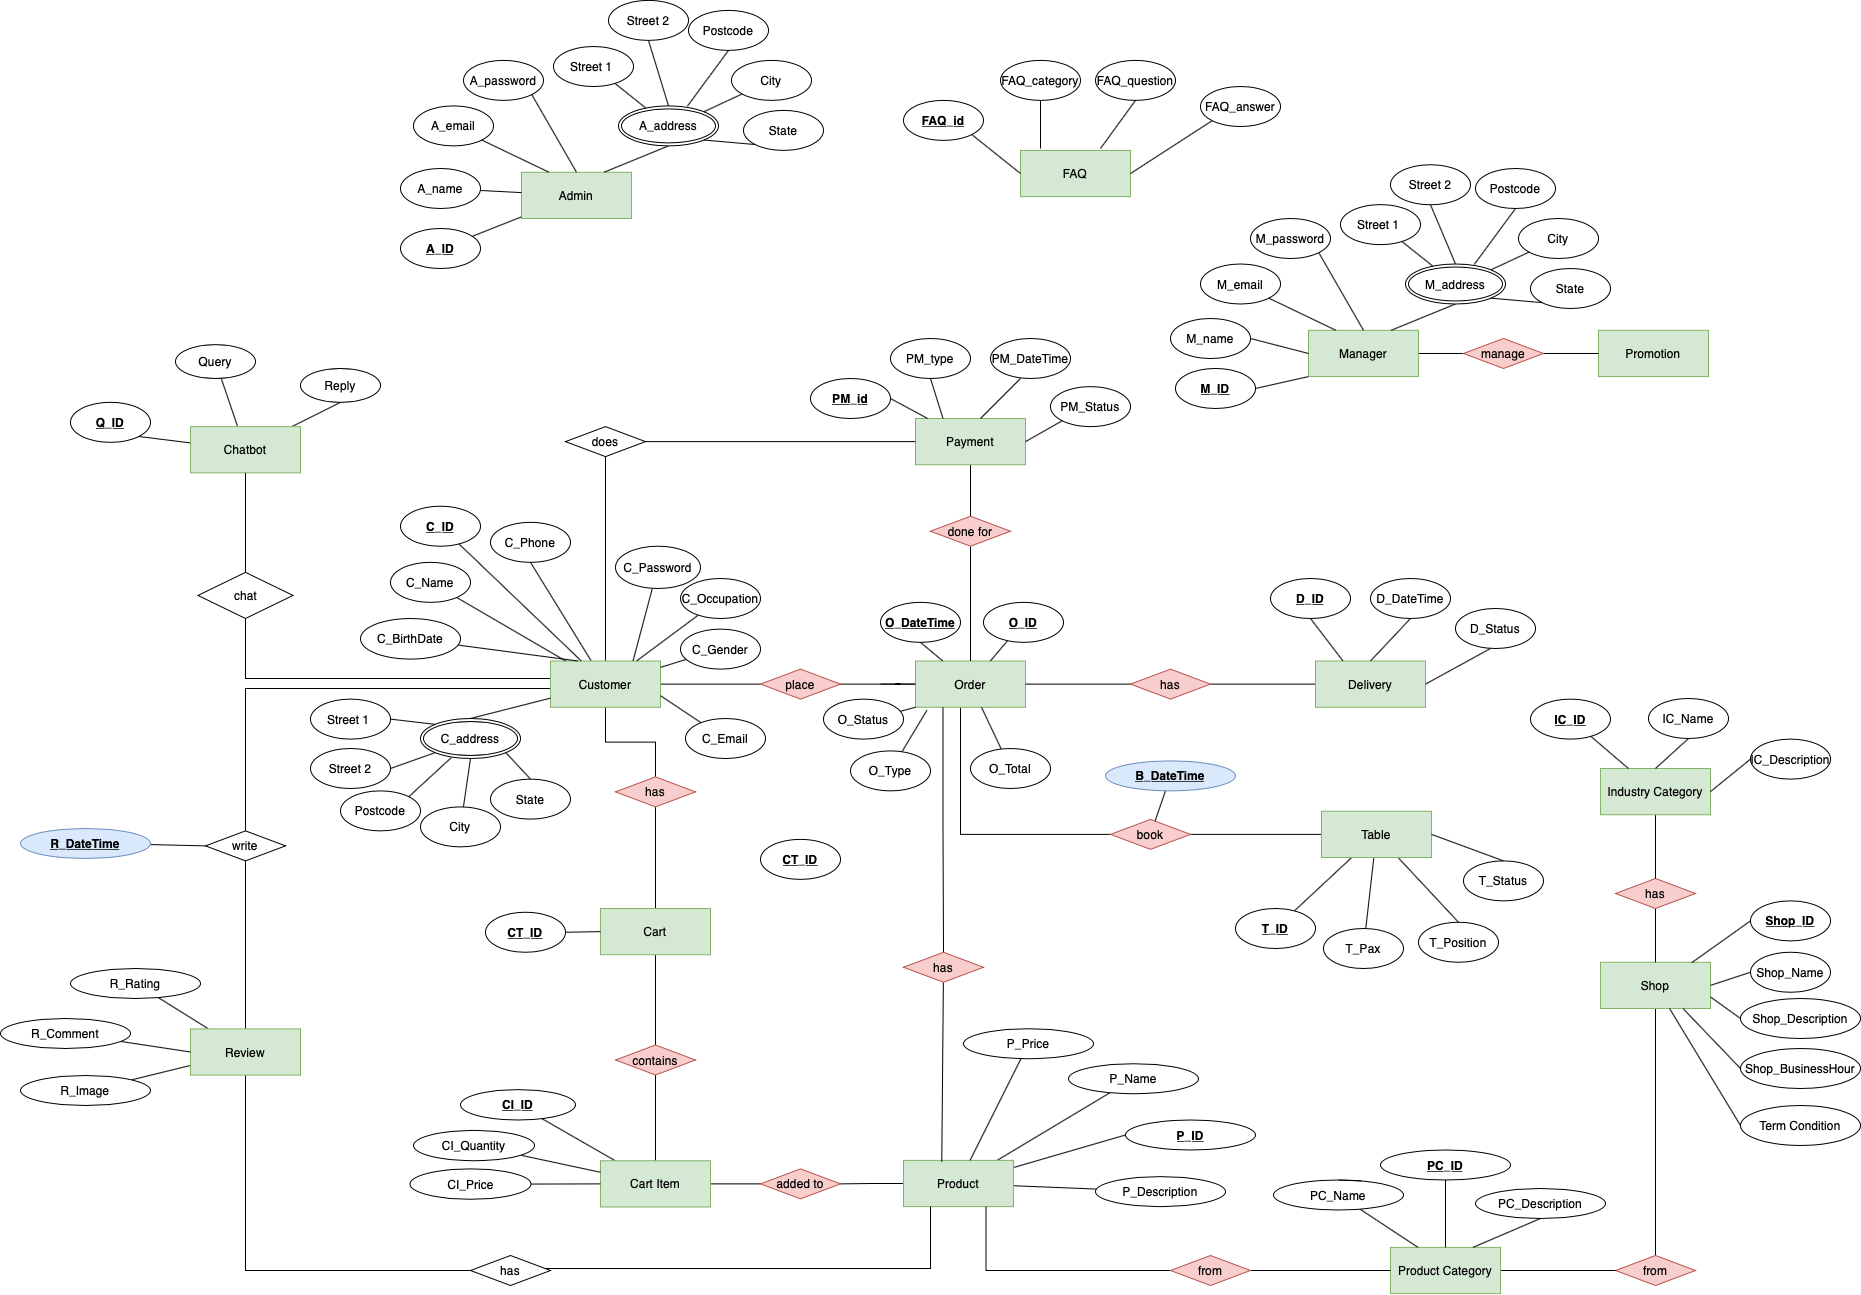 Street 2
Postcode
Street 1
A_password
City
A_email
A_address
State
A_name
Admin
A_ID
FAQ_category
FAQ_question
FAQ_id
FAQ_answer
FAQ
Street 2
Postcode
Street 1
City
M_password
M_email
M_address
State
M_name
Manager
manage
Promotion
M_ID
Query
Reply
Q_ID
Chatbot
chat
PM_type
PM_DateTime
PM_id
PM_Status
does
Payment
done for
C_ID
C_Phone
C_Password
C_Name
C_Occupation
C_BirthDate
C_Gender
Customer
place
O_DateTime
O_ID
Order
has
D_ID
D_DateTime
D_Status
Delivery
Street 1
C_address
C_Email
Street 2
Postcode
City
State
O_Status
O_Type
O_Total
has
B_DateTime
book
Table
T_Status
T_ID
T_Pax
T_Position
IC_ID
IC_Name
IC_Description
Industry Category
has
R_DateTime
write
CT_ID
CT_ID
Cart
has
Shop_ID
Shop_Name
Shop
Shop_Description
Shop_BusinessHour
Term Condition
R_Rating
R_Comment
Review
R_Image
contains
P_Price
P_Name
P_ID
P_Description
CI_ID
CI_Quantity
CI_Price
Cart Item
added to
Product
PC_ID
PC_Name
PC_Description
has
from
Product Category
from